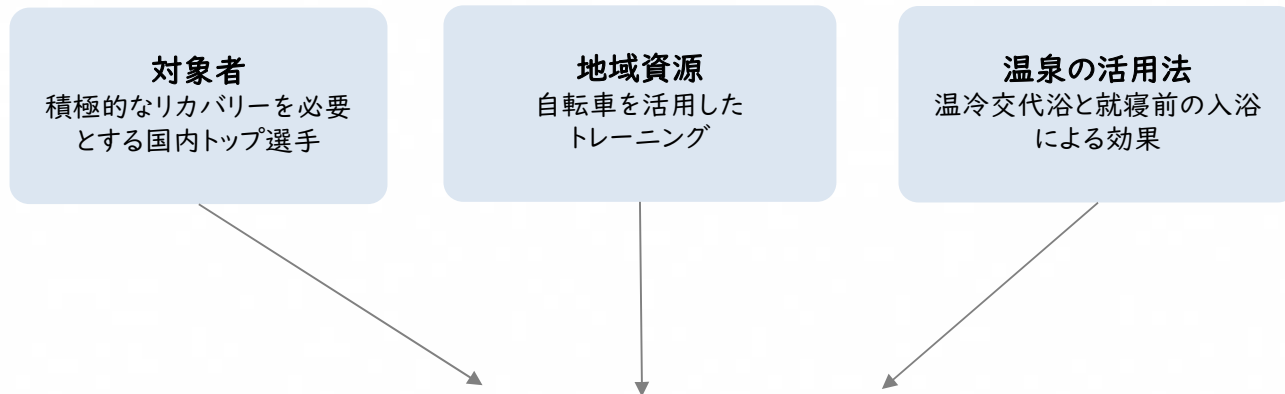 対象者
積極的なリカバリーを必要
とする国内トップ選手
地域資源
自転車を活用した
トレーニング
温泉の活用法
温冷交代浴と就寝前の入浴
による効果